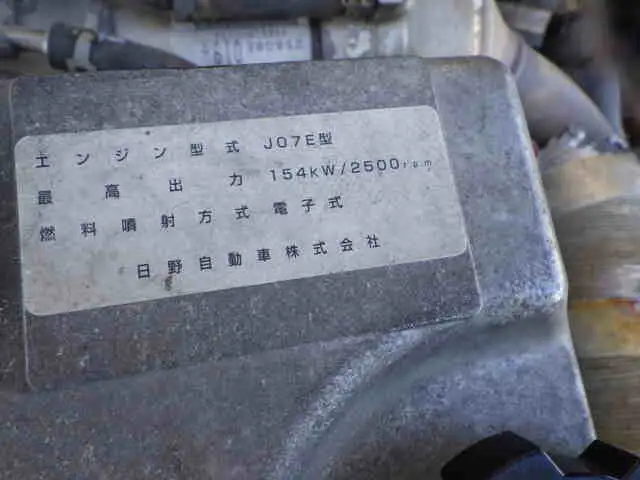 エンジン型式 J07E型
最高出力 154kW/2500rpm
燃料噴射方式 電子式
日野自動車株式会社